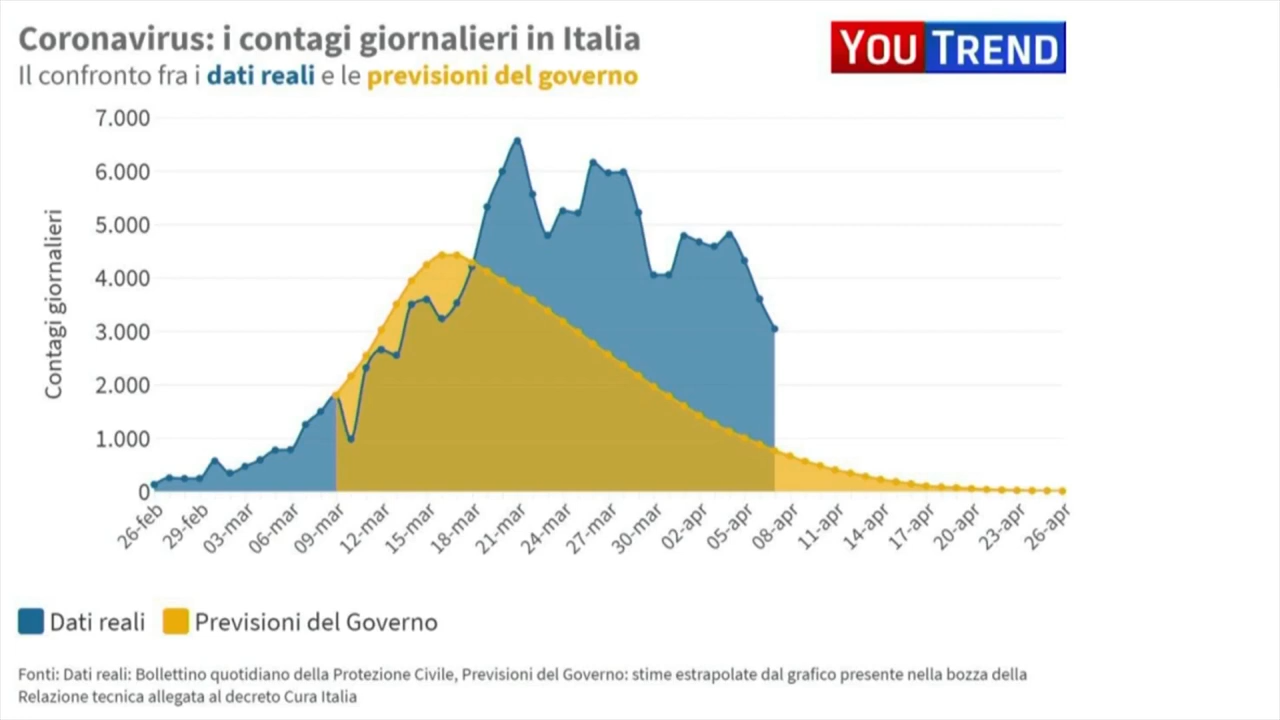 Coronavirus: i contagi giornalieri in Italia
YOU TREND
Il confronto fra i dati reali e le previsioni del governo
Contagi giornalieri
7.000
6.000
5.000
4.000
3.000
2.000
1.000
0
26-feb
29-feb
03-mar
06-mar
09-mar
12-mar
15-mar
18-mar
21-mar
24-mar
27-mar
30-mar
02-apr
05-apr
08-apr
11-apr
14-apr
17-apr
20-apr
23-apr
26-apr
Dati reali
Previsioni del Governo
Fonti: Dati reali: Bollettino quotidiano della Protezione Civile, Previsioni del Governo: stime estrapolate dal grafico presente nella bozza della
Relazione tecnica allegata al decreto Cura Italia